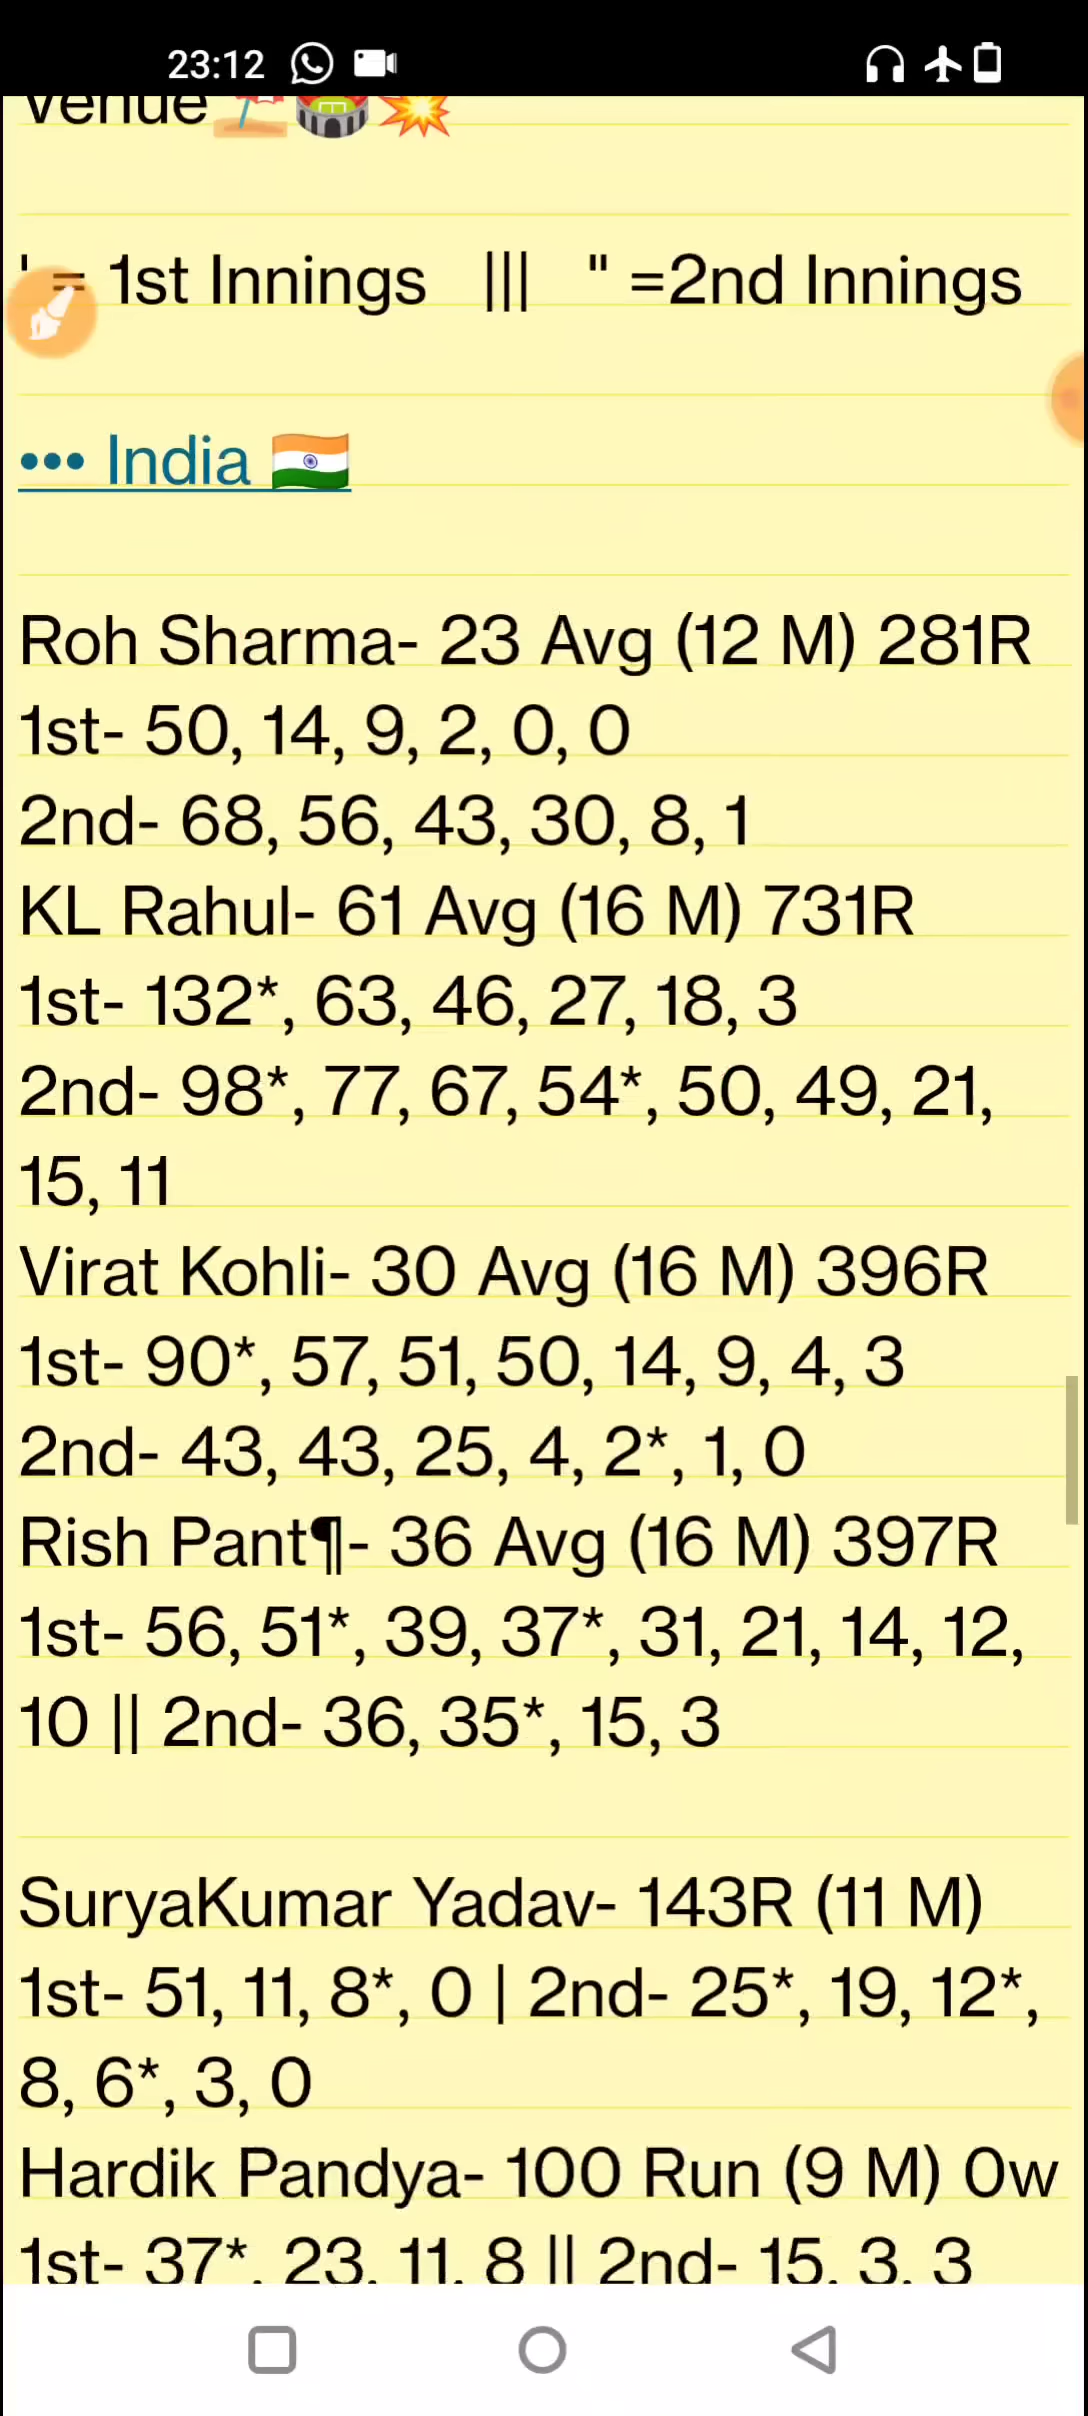 23:12
Venue
' = 1st Innings ||| " =2nd Innings
••• India
Roh Sharma- 23 Avg (12 M) 281R
1st- 50, 14, 9, 2, 0, 0
2nd- 68, 56, 43, 30, 8, 1
KL Rahul- 61 Avg (16 M) 731R
1st- 132*, 63, 46, 27, 18, 3
2nd- 98*, 77, 67, 54*, 50, 49, 21,
15, 11
Virat Kohli- 30 Avg (16 M) 396R
1st- 90*, 57, 51, 50, 14, 9, 4, 3
2nd- 43, 43, 25, 4, 2*, 1, 0
Rish Pant¶- 36 Avg (16 M) 397R
1st- 56, 51*, 39, 37*, 31, 21, 14, 12,
10 || 2nd- 36, 35*, 15, 3
SuryaKumar Yadav- 143R (11 M)
1st- 51, 11, 8*, 0 | 2nd- 25*, 19, 12*,
8, 6*, 3, 0
Hardik Pandya- 100 Run (9 M) 0w
1st- 37*, 23, 11, 8 || 2nd- 15, 3, 3